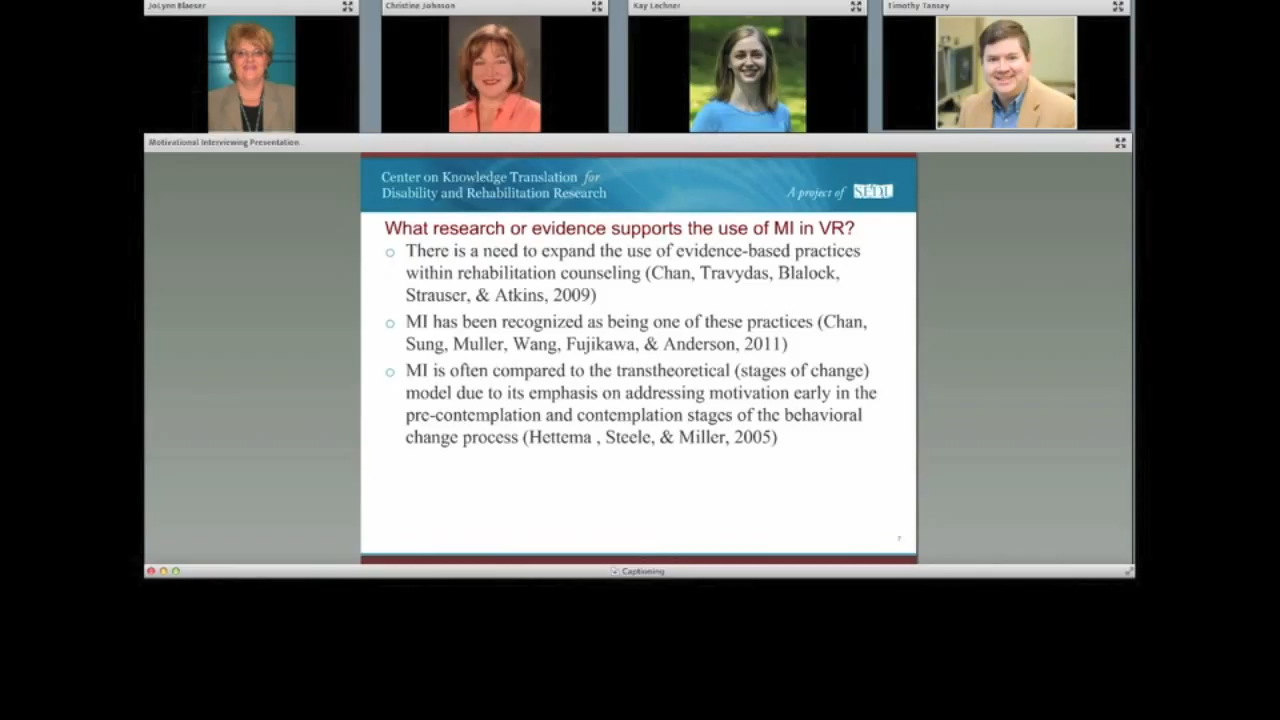 JoLynn Blaeser
Christine Johnson
Kay Lechner
Timothy Tansey
Motivational Interviewing Presentation
Center on Knowledge Translation for
Disability and Rehabilitation Research
A project of SEDL
What research or evidence supports the use of MI in VR?
There is a need to expand the use of evidence-based practices
within rehabilitation counseling (Chan, Travydas, Blalock,
Strauser, & Atkins, 2009)
MI has been recognized as being one of these practices (Chan,
Sung, Muller, Wang, Fujikawa, & Anderson, 2011)
MI is often compared to the transtheoretical (stages of change)
model due to its emphasis on addressing motivation early in the
pre-contemplation and contemplation stages of the behavioral
change process (Hettema , Steele, & Miller, 2005)
7
Captioning